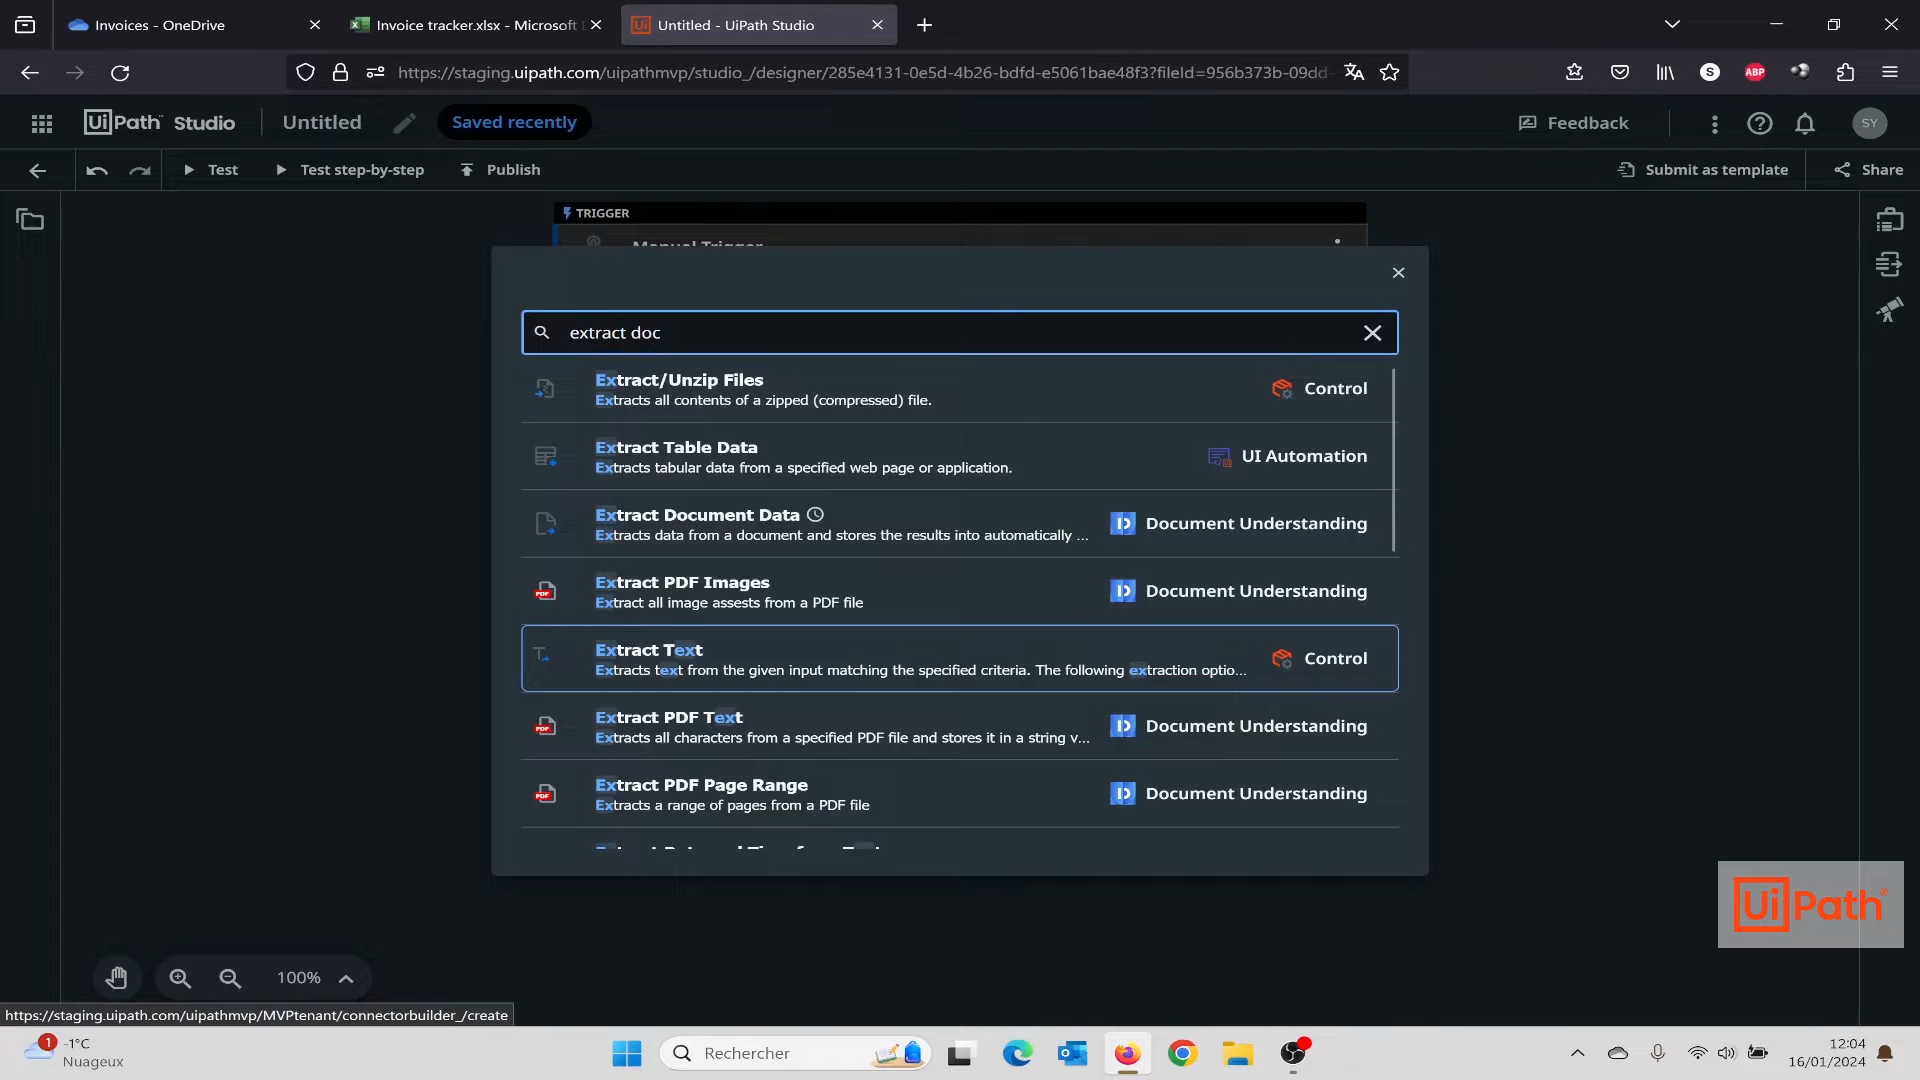 Invoices - OneDrive
Invoice tracker.xlsx - Microsoft
Untitled - UiPath Studio
https://staging.uipath.com/uipathmvp/studio_/designer/285e4131-0e5d-4b26-bdfd-e5061bae48f3?fileId=956b373b-09dd-
S
ABP
UiPath Studio
Untitled
Saved recently
Feedback
SY
Test
Test step-by-step
Publish
Submit as template
Share
TRIGGER
Manual Trigger
extract doc
Extract/Unzip Files
Extracts all contents of a zipped (compressed) file.
Control
Extract Table Data
Extracts tabular data from a specified web page or application.
UI Automation
Extract Document Data
Extracts data from a document and stores the results into automatically ...
Document Understanding
Extract PDF Images
Extract all image assests from a PDF file
Document Understanding
Extract Text
Extracts text from the given input matching the specified criteria. The following extraction optio...
Control
Extract PDF Text
Extracts all characters from a specified PDF file and stores it in a string v...
Document Understanding
Extract PDF Page Range
Extracts a range of pages from a PDF file
Document Understanding
UiPath
100%
https://staging.uipath.com/uipathmvp/MVPtenant/connectorbuilder_/create
1
-1°C
Nuageux
Rechercher
12:04
16/01/2024